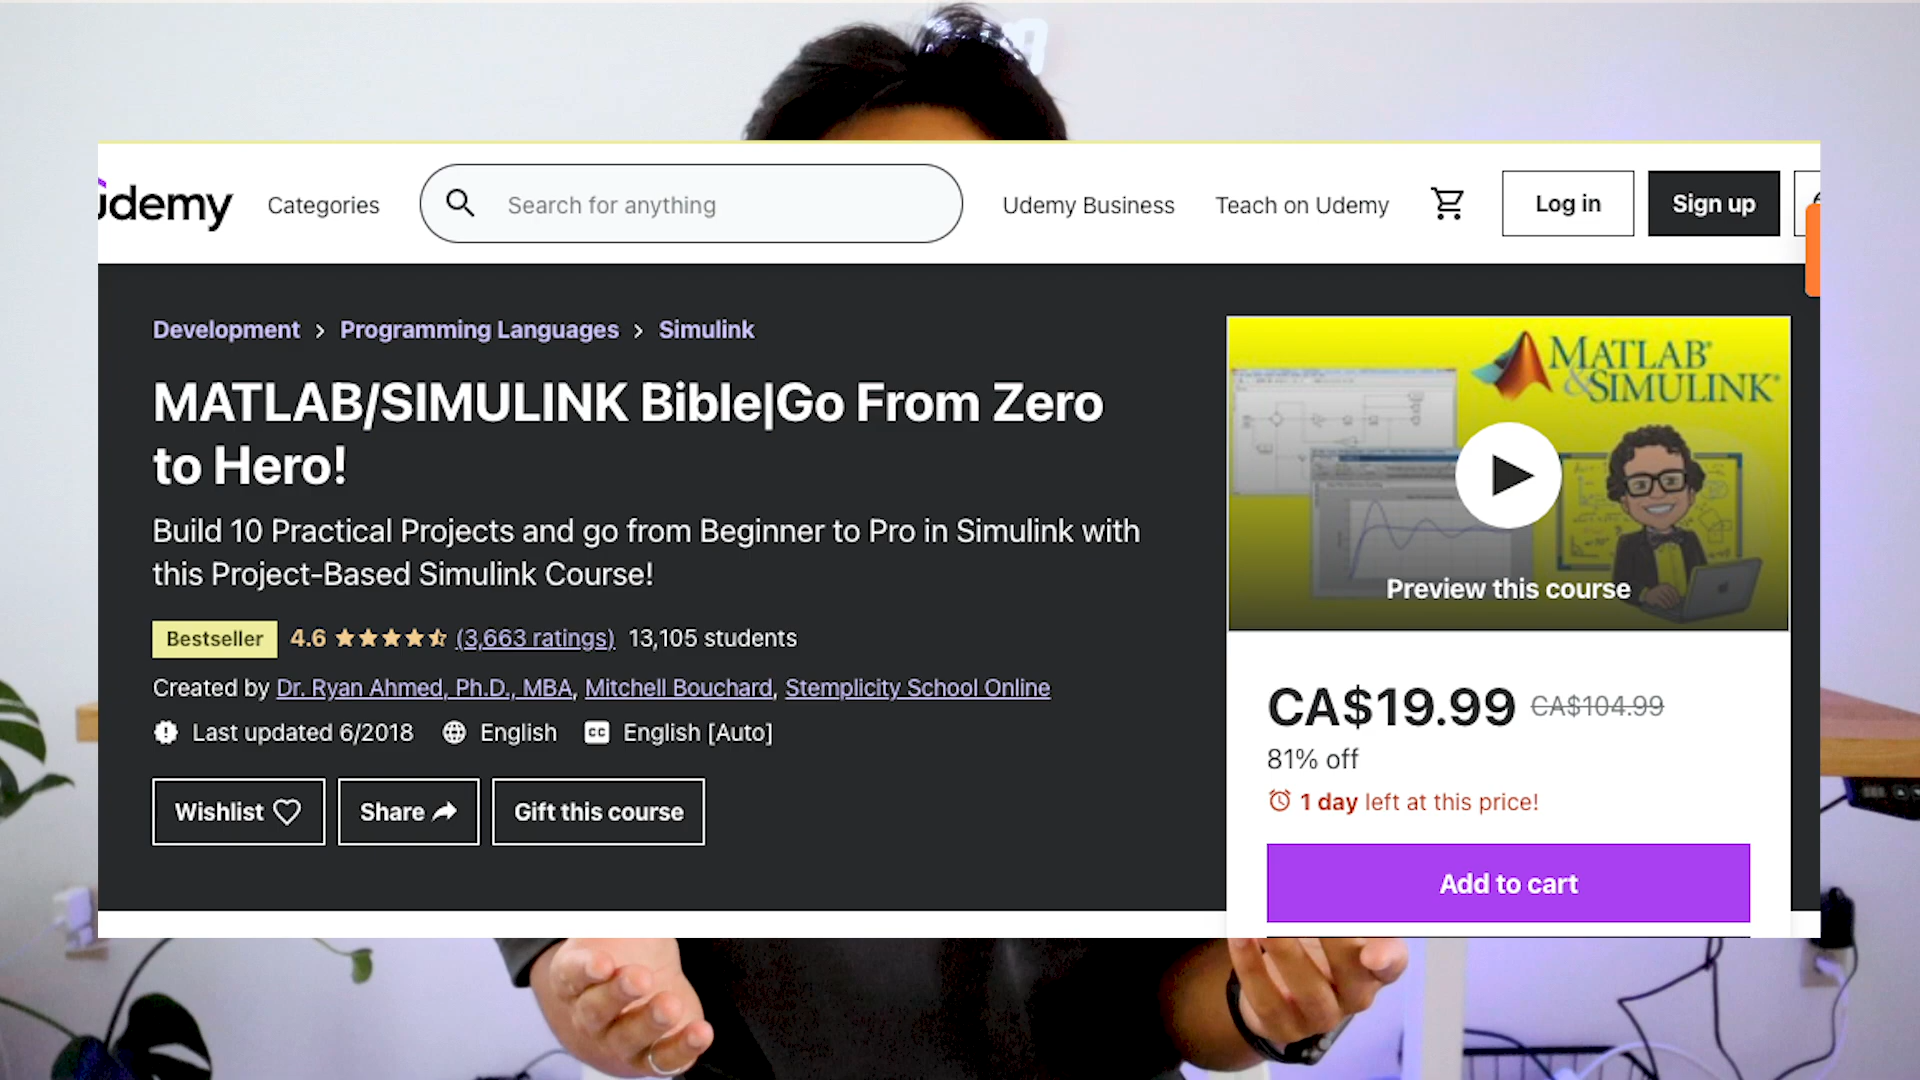 udemy
Categories
Search for anything
Udemy Business
Teach on Udemy
Log in
Sign up
Development > Programming Languages > Simulink
MATLAB/SIMULINK Bible|Go From Zero
to Hero!
Build 10 Practical Projects and go from Beginner to Pro in Simulink with
this Project-Based Simulink Course!
Bestseller 4.6 (3,663 ratings) 13,105 students
Created by Dr. Ryan Ahmed, Ph.D., MBA, Mitchell Bouchard, Stemplicity School Online
Last updated 6/2018 English CC English [Auto]
Wishlist Share Gift this course
MATLAB®
&SIMULINK®
Preview this course
CA$19.99 CA$104.99
81% off
1 day left at this price!
Add to cart